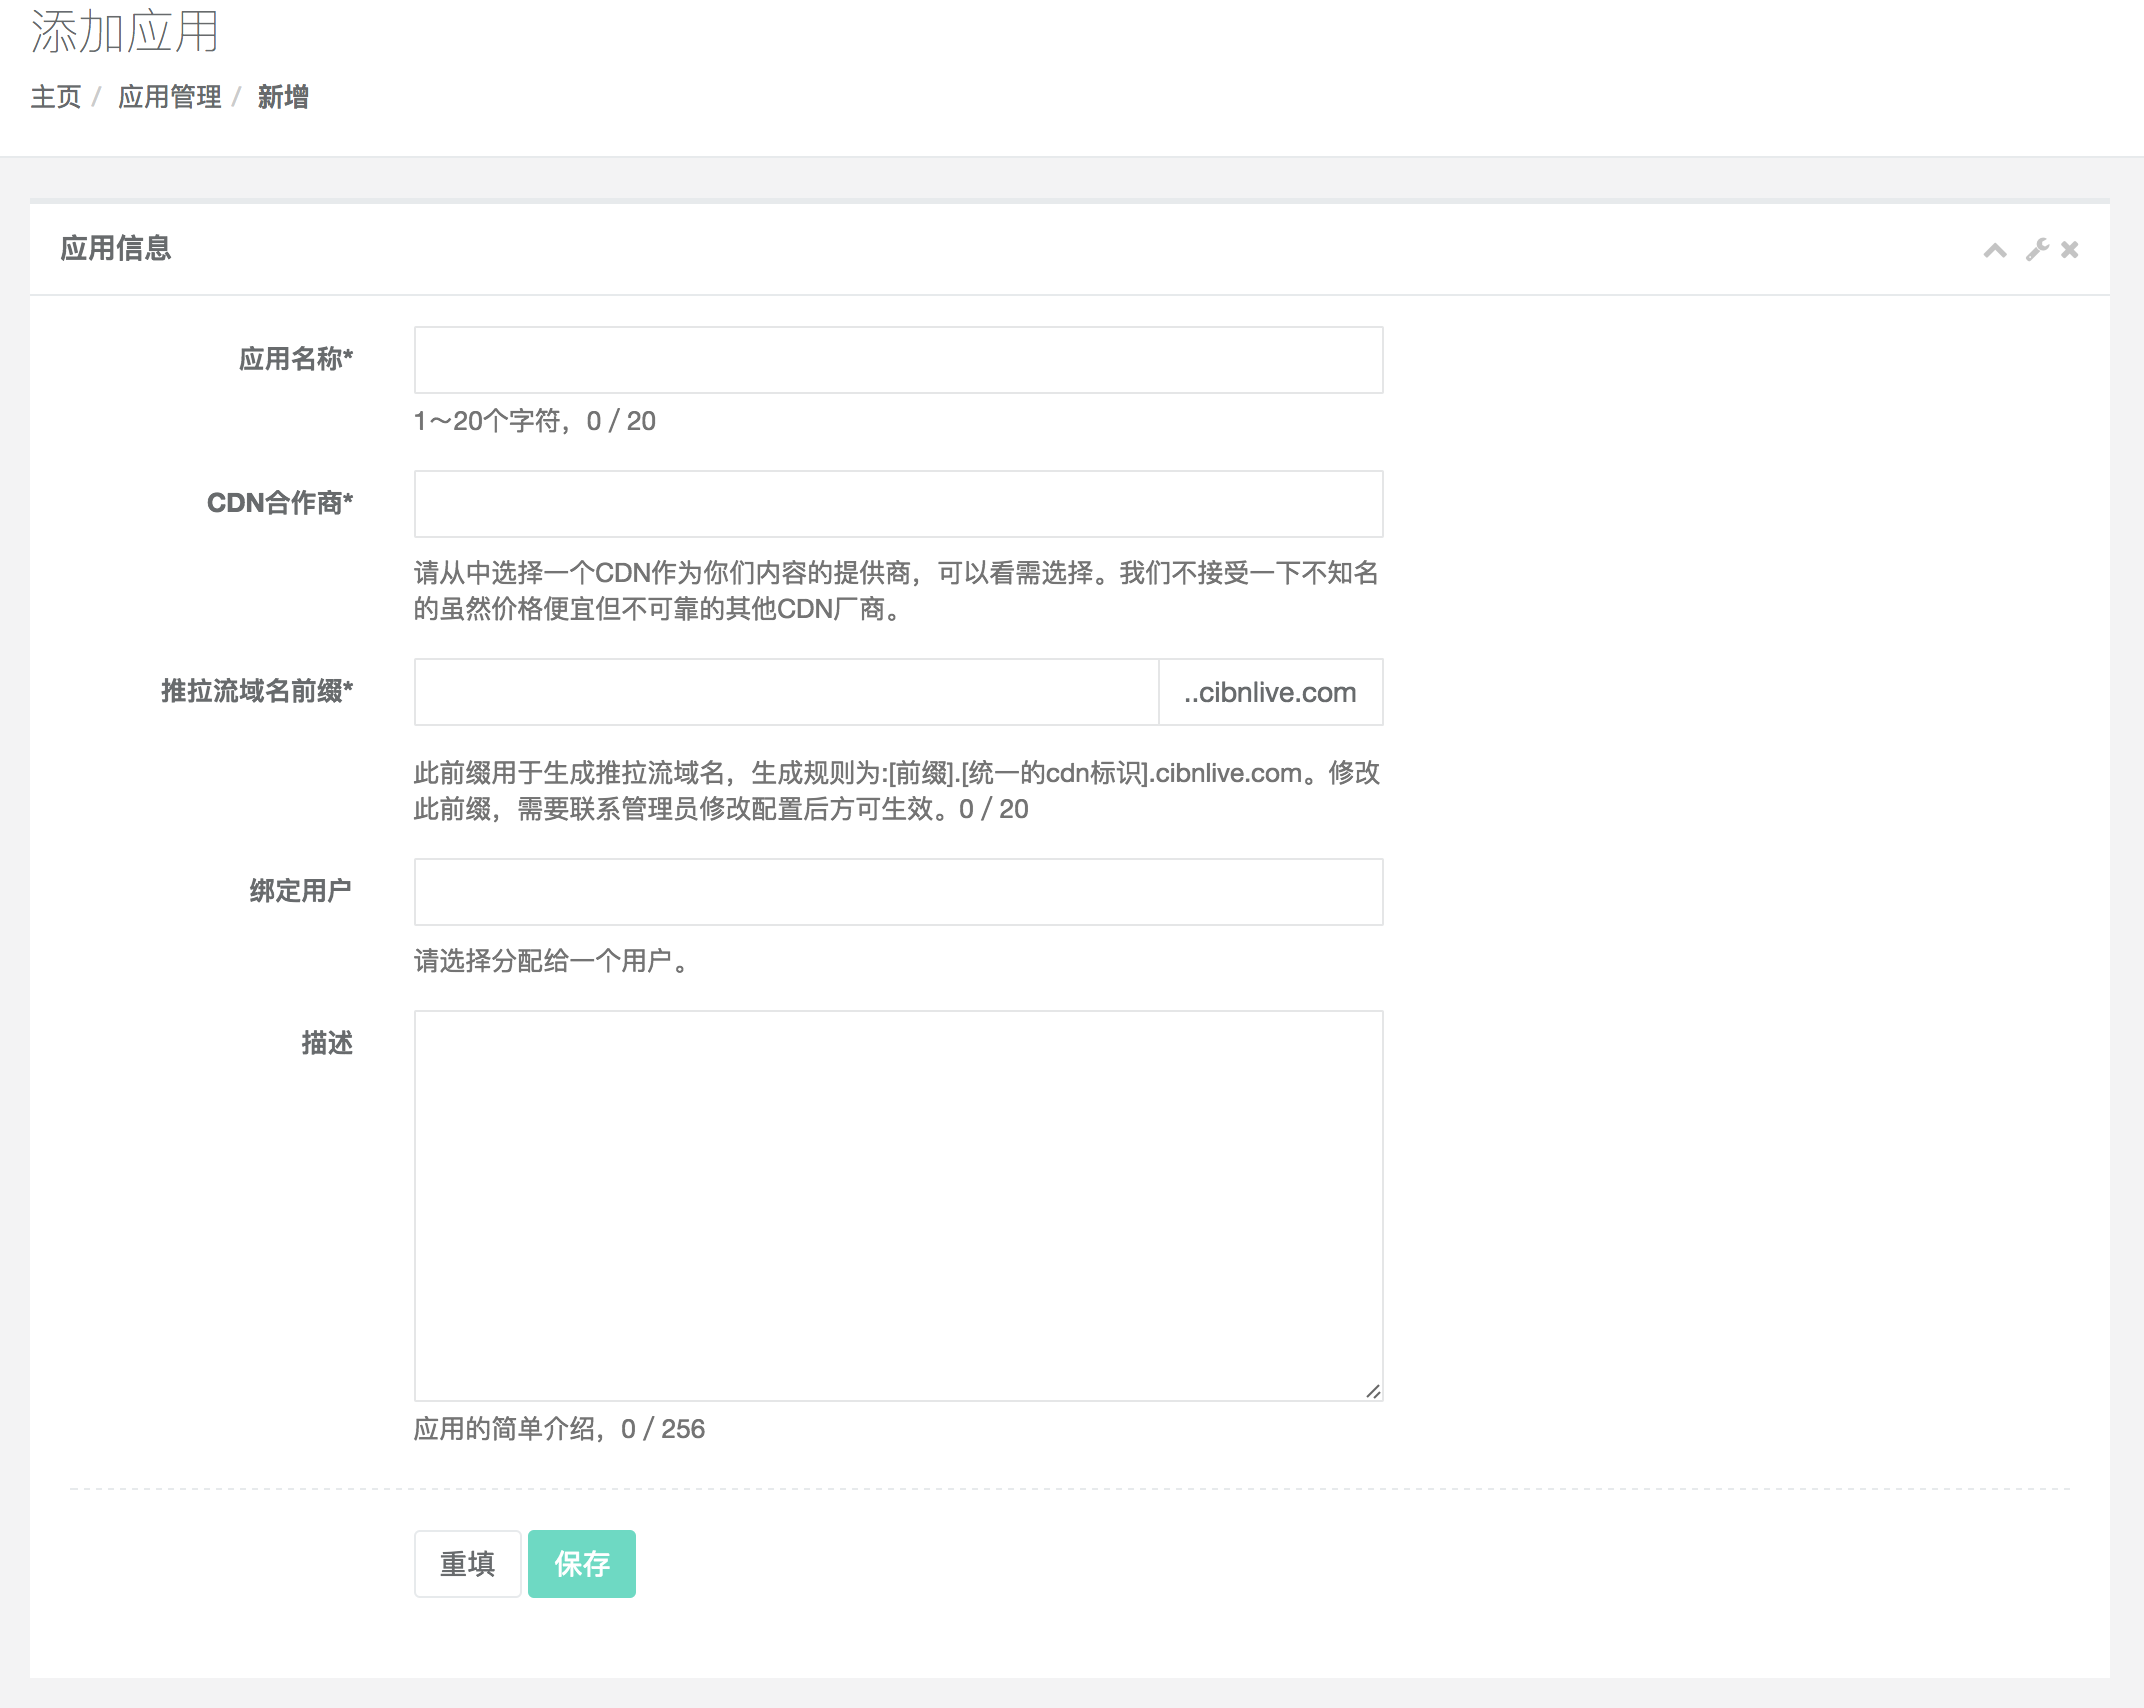 添加应用
主页 / 应用管理 / 新增
应用信息
应用名称*
1～20个字符，0 / 20
CDN合作商*
请从中选择一个CDN作为你们内容的提供商，可以看需选择。我们不接受一下不知名
的虽然价格便宜但不可靠的其他CDN厂商。
推拉流域名前缀*
..cibnlive.com
此前缀用于生成推拉流域名，生成规则为:[前缀].[统一的cdn标识].cibnlive.com。修改
此前缀，需要联系管理员修改配置后方可生效。0 / 20
绑定用户
请选择分配给一个用户。
描述
应用的简单介绍，0 / 256
重填 保存